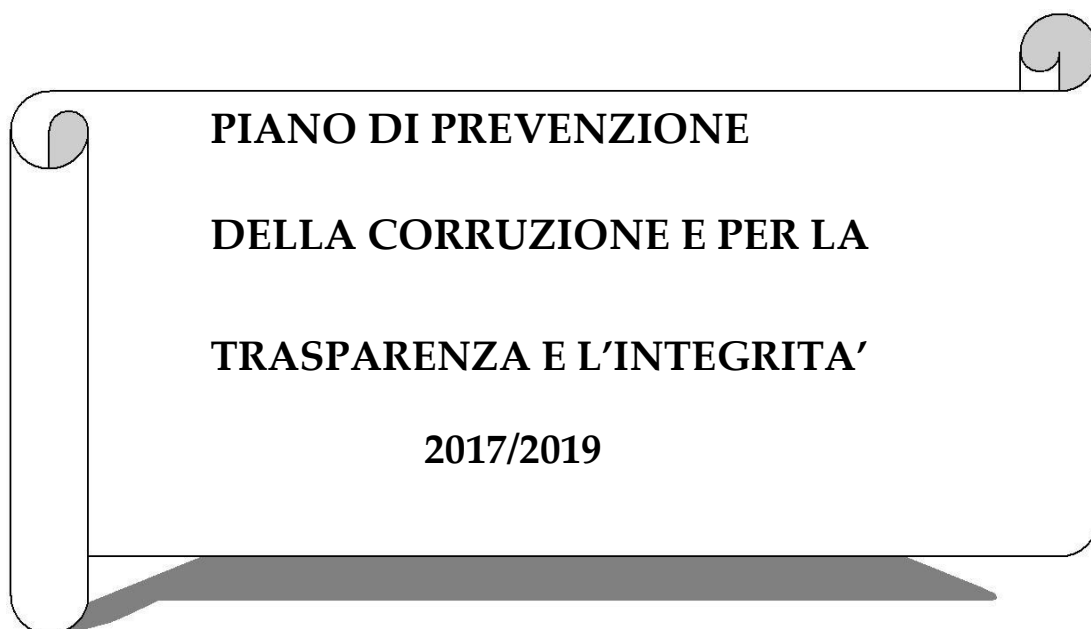 PIANO DI PREVENZIONE
DELLA CORRUZIONE E PER LA
TRASPARENZA E L’INTEGRITA’
2017/2019